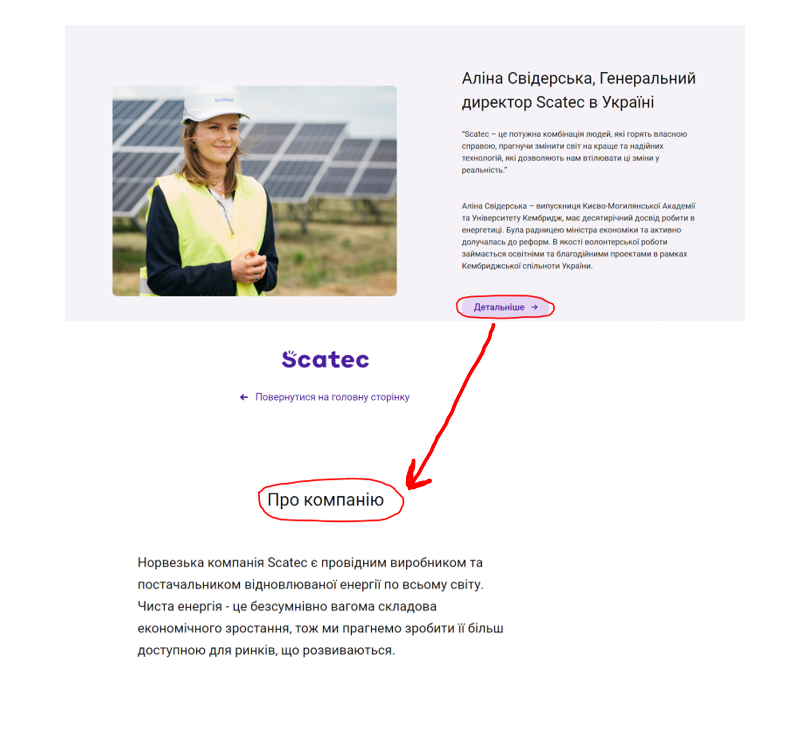 Scatec
Аліна Свідерська, Генеральний
директор Scatec в Україні
"Scatec – це потужна комбінація людей, які горять власною
справою, прагнучи змінити світ на краще та надійних
технологій, які дозволяють нам втілювати ці зміни у
реальність."
Аліна Свідерська – випускниця Києво-Могилянської Академії
та Університету Кембридж, має десятирічний досвід робити в
енергетиці. Була радницею міністра економіки та активно
долучалась до реформ. В якості волонтерської роботи
займається освітніми та благодійними проектами в рамках
Кембриджської спільноти України.
Детальніше →
Scatec
← Повернутися на головну сторінку
Про компанію
Норвезька компанія Scatec є провідним виробником та
постачальником відновлюваної енергії по всьому світу.
Чиста енергія - це безсумнівно вагома складова
економічного зростання, тож ми прагнемо зробити її більш
доступною для ринків, що розвиваються.